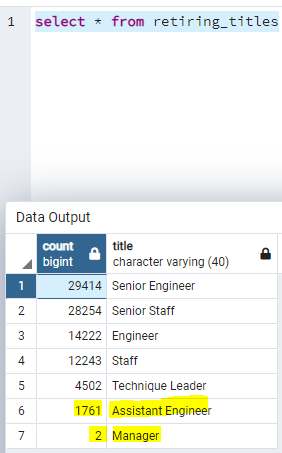 1 select * from retiring_titles
Data Output
count title
bigint character varying (40)
1 29414 Senior Engineer
2 28254 Senior Staff
3 14222 Engineer
4 12243 Staff
5 4502 Technique Leader
6 1761 Assistant Engineer
7 2 Manager